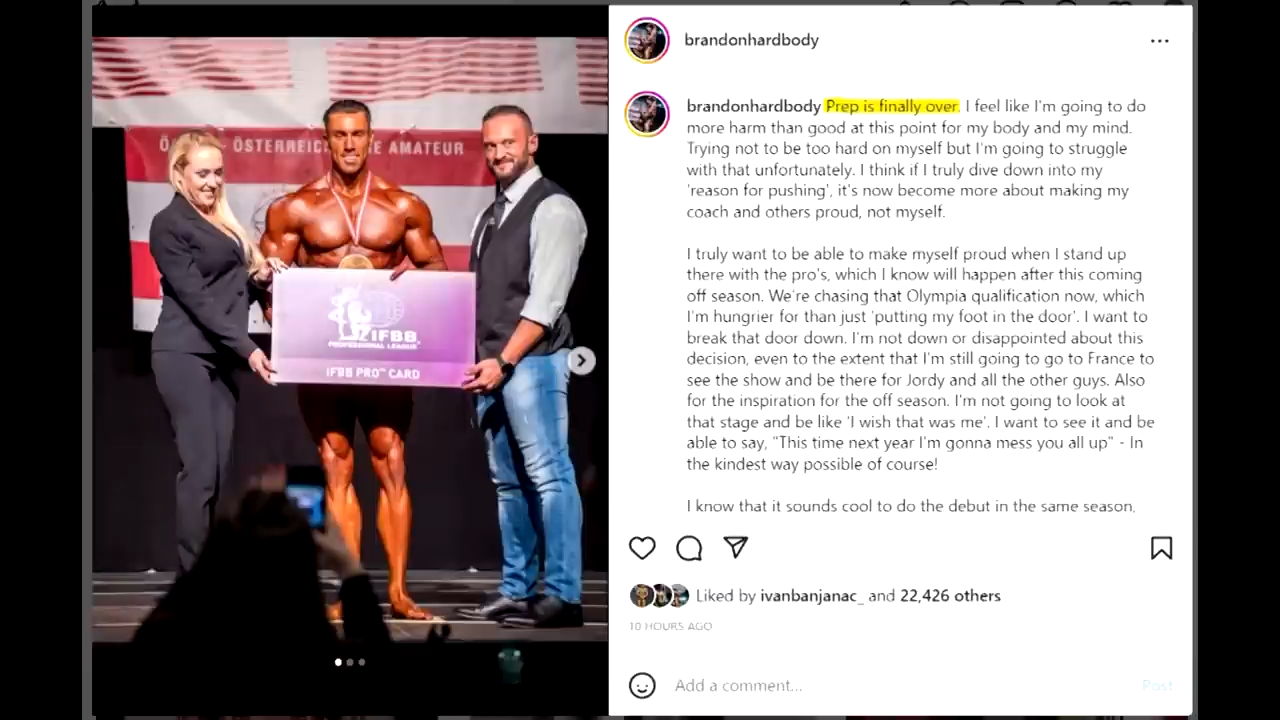 ÖSTERREICHISCHE AMATEUR
IFBB
PROFESSIONAL LEAGUE
IFBB PRO™ CARD
brandonhardbody
brandonhardbody Prep is finally over. I feel like I'm going to do
more harm than good at this point for my body and my mind.
Trying not to be too hard on myself but I'm going to struggle
with that unfortunately. I think if I truly dive down into my
'reason for pushing', it's now become more about making my
coach and others proud, not myself.
I truly want to be able to make myself proud when I stand up
there with the pro's, which I know will happen after this coming
off season. We're chasing that Olympia qualification now, which
I'm hungrier for than just 'putting my foot in the door'. I want to
break that door down. I'm not down or disappointed about this
decision, even to the extent that I'm still going to go to France to
see the show and be there for Jordy and all the other guys. Also
for the inspiration for the off season. I'm not going to look at
that stage and be like 'I wish that was me'. I want to see it and be
able to say, "This time next year I'm gonna mess you all up" - In
the kindest way possible of course!
I know that it sounds cool to do the debut in the same season,
Liked by ivanbanjanac_ and 22,426 others
10 HOURS AGO
Add a comment...
Post